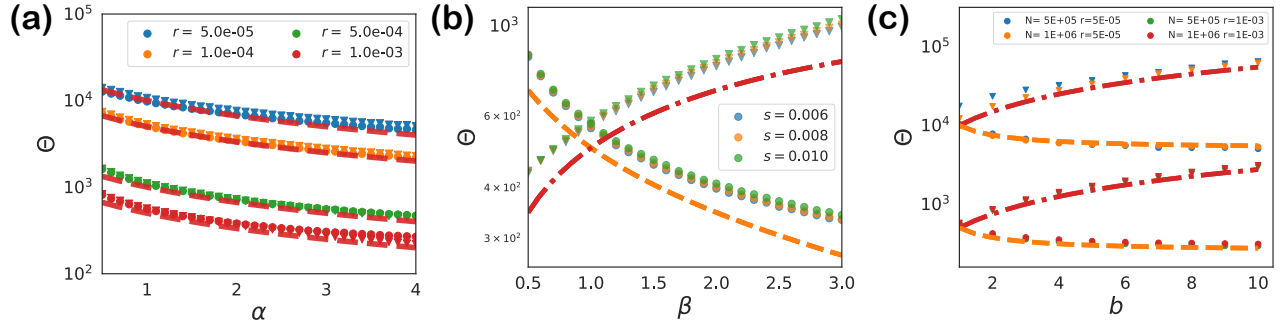 (a)
r = 5.0e-05
r = 5.0e-04
r = 1.0e-04
r = 1.0e-03
10^5
10^4
10^3
10^2
Θ
1
2
3
4
α
(b)
10^3
6 × 10^2
4 × 10^2
3 × 10^2
Θ
s = 0.006
s = 0.008
s = 0.010
0.5
1.0
1.5
2.0
2.5
3.0
β
(c)
N= 5E+05 r=5E-05
N= 5E+05 r=1E-03
N= 1E+06 r=5E-05
N= 1E+06 r=1E-03
10^5
10^4
10^3
Θ
2
4
6
8
10
b